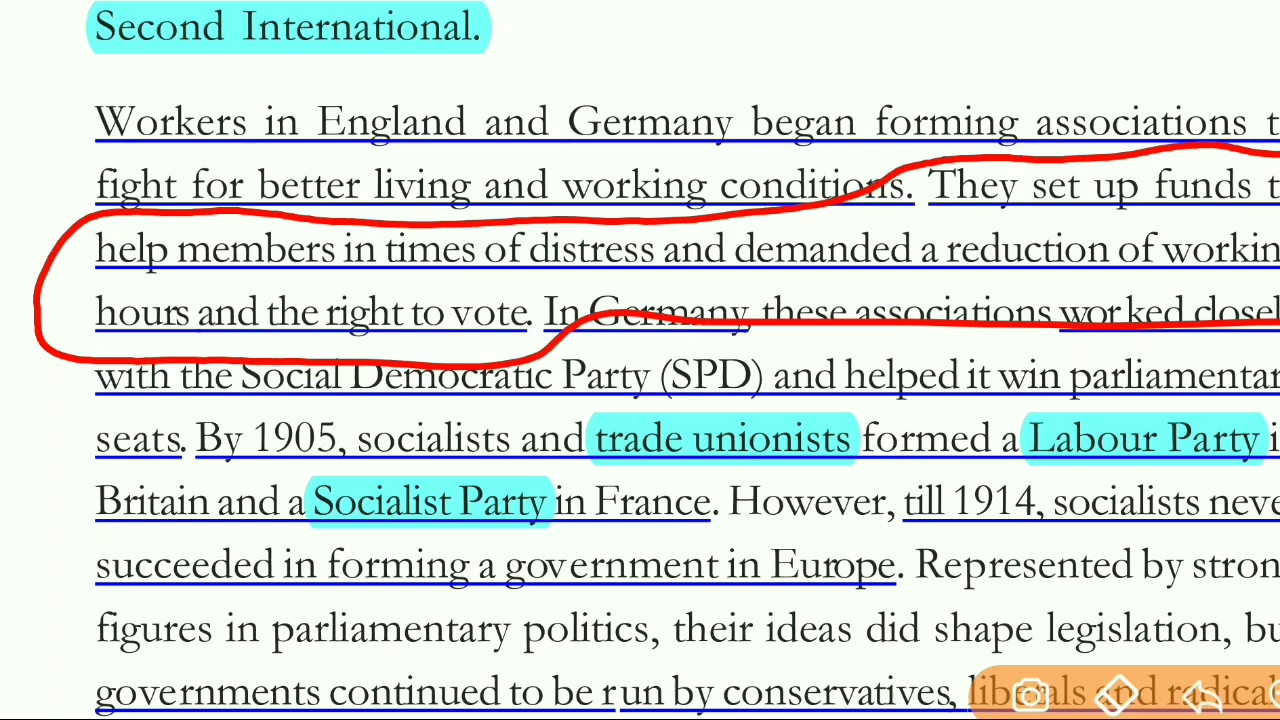 Second International.
Workers in England and Germany began forming associations t
fight for better living and working conditions. They set up funds t
help members in times of distress and demanded a reduction of workin
hours and the right to vote. In Germany, these associations worked closel
with the Social Democratic Party (SPD) and helped it win parliamentar
seats. By 1905, socialists and trade unionists formed a Labour Party i
Britain and a Socialist Party in France. However, till 1914, socialists neve
succeeded in forming a government in Europe. Represented by stron
figures in parliamentary politics, their ideas did shape legislation, bu
governments continued to be run by conservatives, liberals and radical